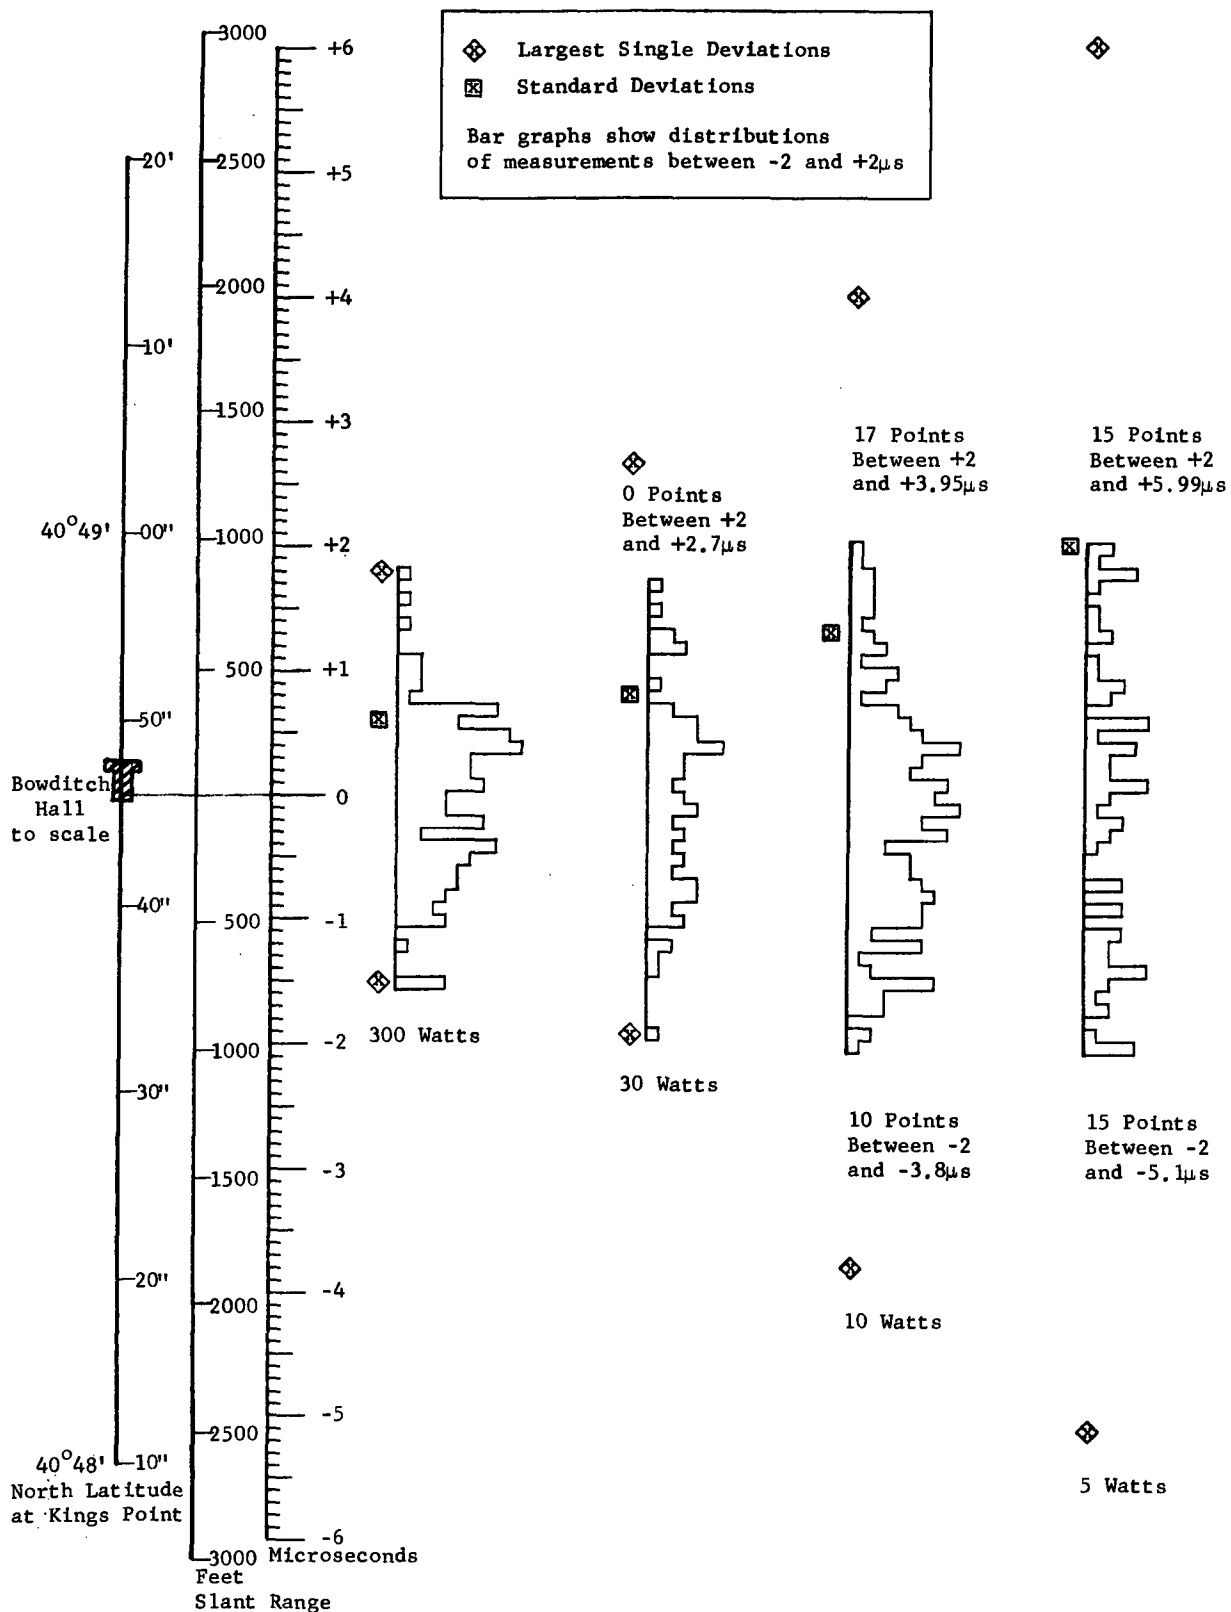 Largest Single Deviations
Standard Deviations
Bar graphs show distributions
of measurements between -2 and +2μs
20'
10'
40°49'
00"
50"
40"
30"
20"
40°48'
10"
North Latitude
at Kings Point
Bowditch
Hall
to scale
3000
2500
2000
1500
1000
500
500
1000
1500
2000
2500
3000
Feet
Slant Range
+6
+5
+4
+3
+2
+1
0
-1
-2
-3
-4
-5
-6
Microseconds
300 Watts
0 Points
Between +2
and +2.7μs
30 Watts
17 Points
Between +2
and +3.95μs
10 Points
Between -2
and -3.8μs
10 Watts
15 Points
Between +2
and +5.99μs
15 Points
Between -2
and -5.1μs
5 Watts